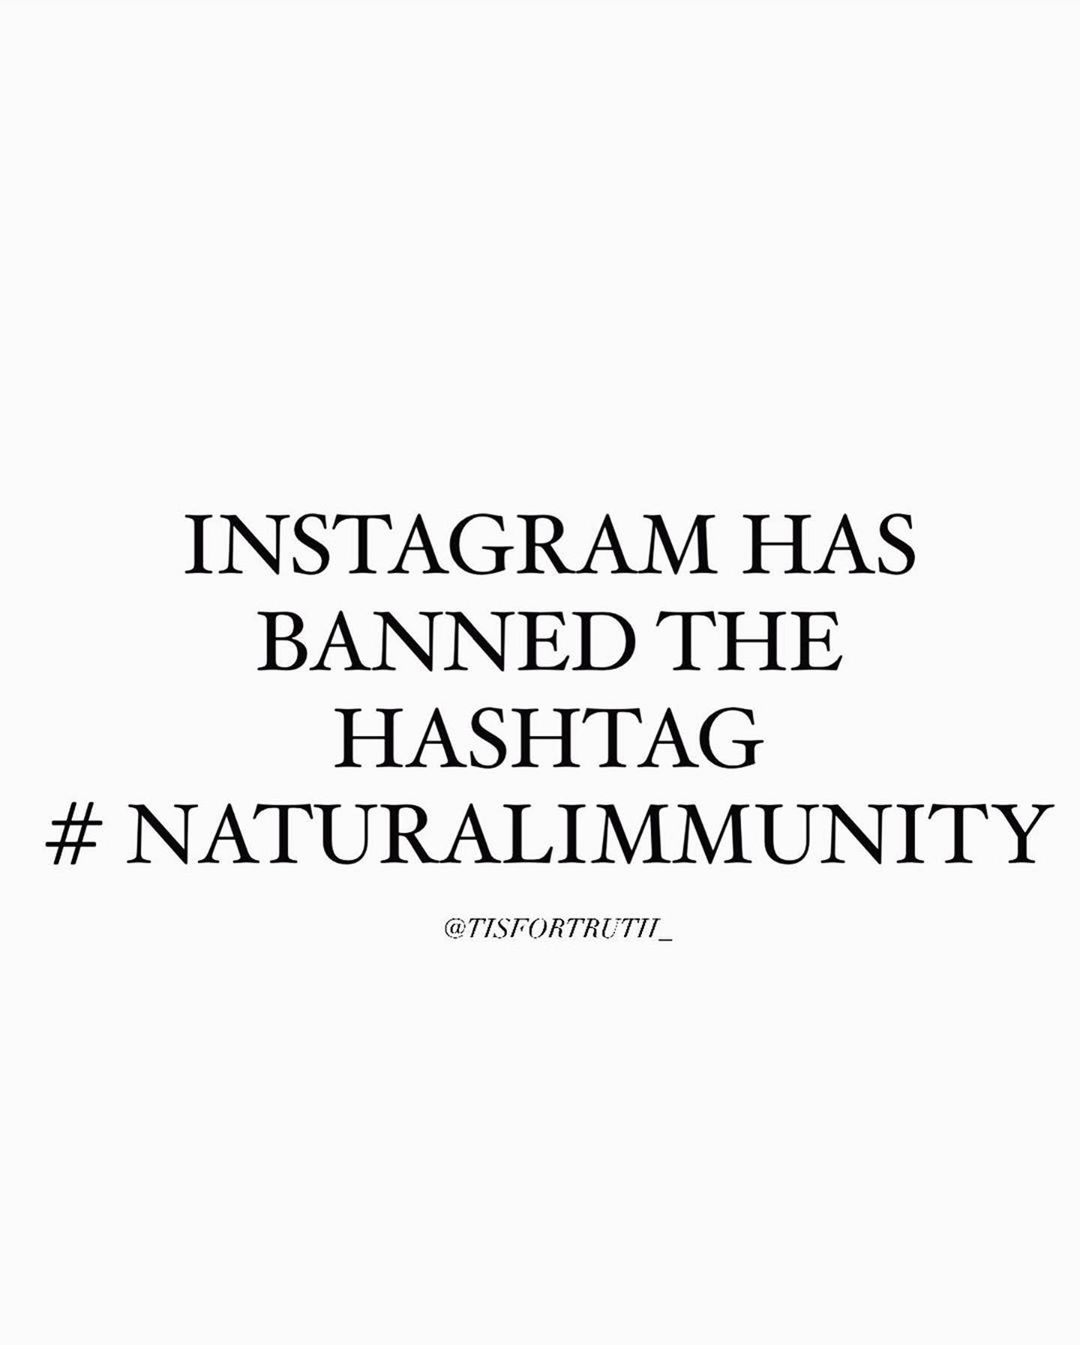 INSTAGRAM HAS
BANNED THE
HASHTAG
# NATURALIMMUNITY
@TISFORTRUTH_